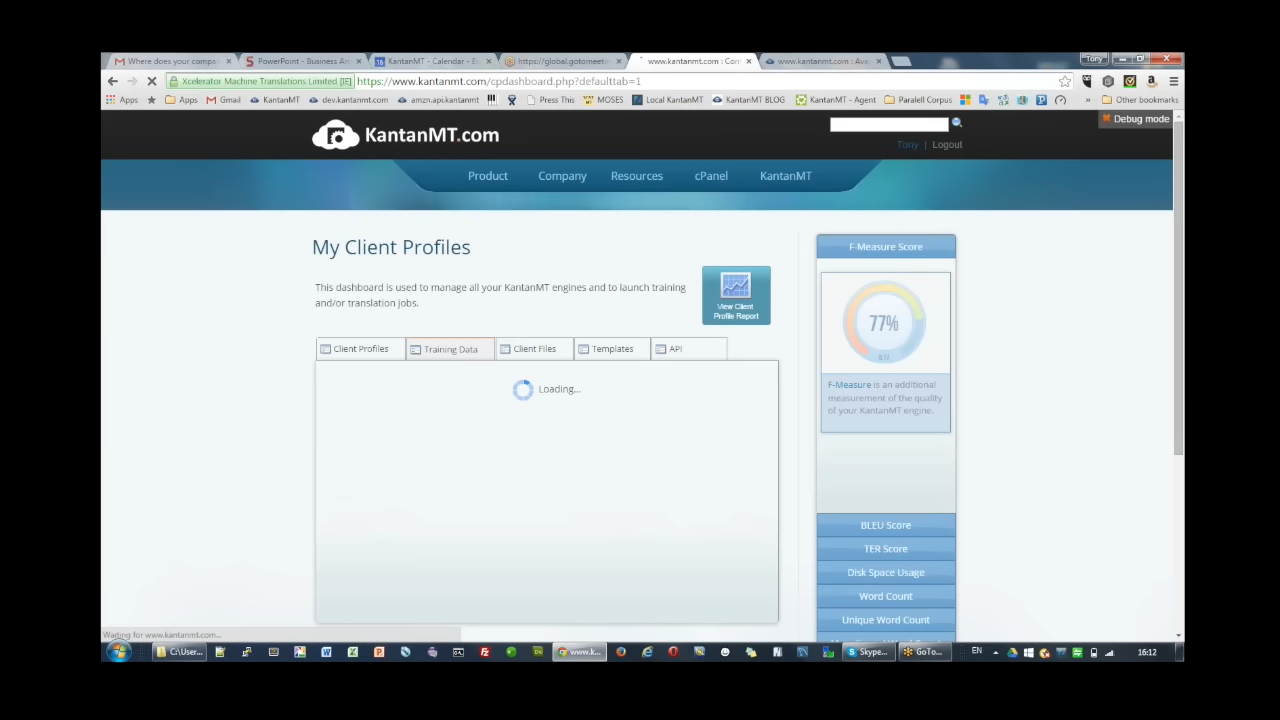 Where does your compa
PowerPoint - Business An
KantanMT - Calendar - E
https://global.gotomeetin
www.kantanmt.com : Con
www.kantanmt.com : Ava
Tony
Xcelerator Machine Translations Limited [IE] https://www.kantanmt.com/cpdashboard.php?defaulttab=1
Apps Apps Gmail KantanMT dev.kantanmt.com amzn.api.kantanmt Press This MOSES Local KantanMT KantanMT BLOG KantanMT - Agent Paralell Corpus » Other bookmarks
Debug mode
KantanMT.com
Tony | Logout
Product Company Resources cPanel KantanMT
My Client Profiles
This dashboard is used to manage all your KantanMT engines and to launch training
and/or translation jobs.
View Client
Profile Report
Client Profiles Training Data Client Files Templates API
Loading...
F-Measure Score
77%
F-Measure is an additional
measurement of the quality
of your KantanMT engine.
BLEU Score
TER Score
Disk Space Usage
Word Count
Unique Word Count
Waiting for www.kantanmt.com...
C:\User... www.k... Skype... GoTo... EN 16:12